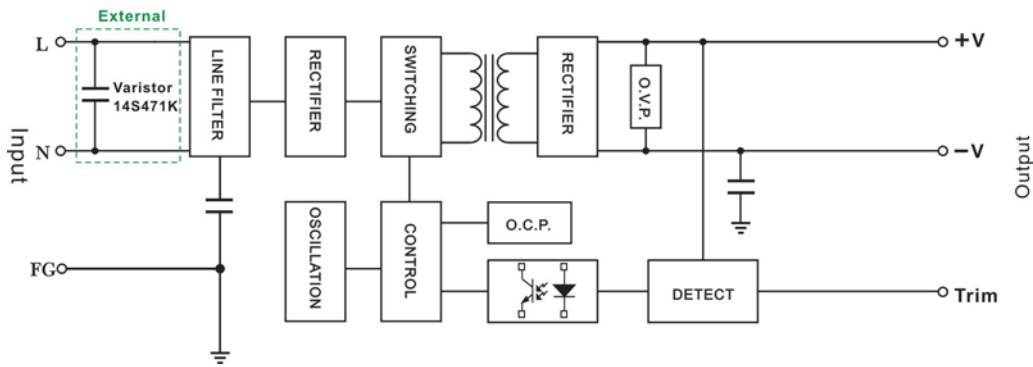 External
L
Varistor
14S471K
N
Input
FG
LINE FILTER
RECTIFIER
SWITCHING
RECTIFIER
O.V.P.
+V
−V
Output
OSCILLATION
CONTROL
O.C.P.
DETECT
Trim